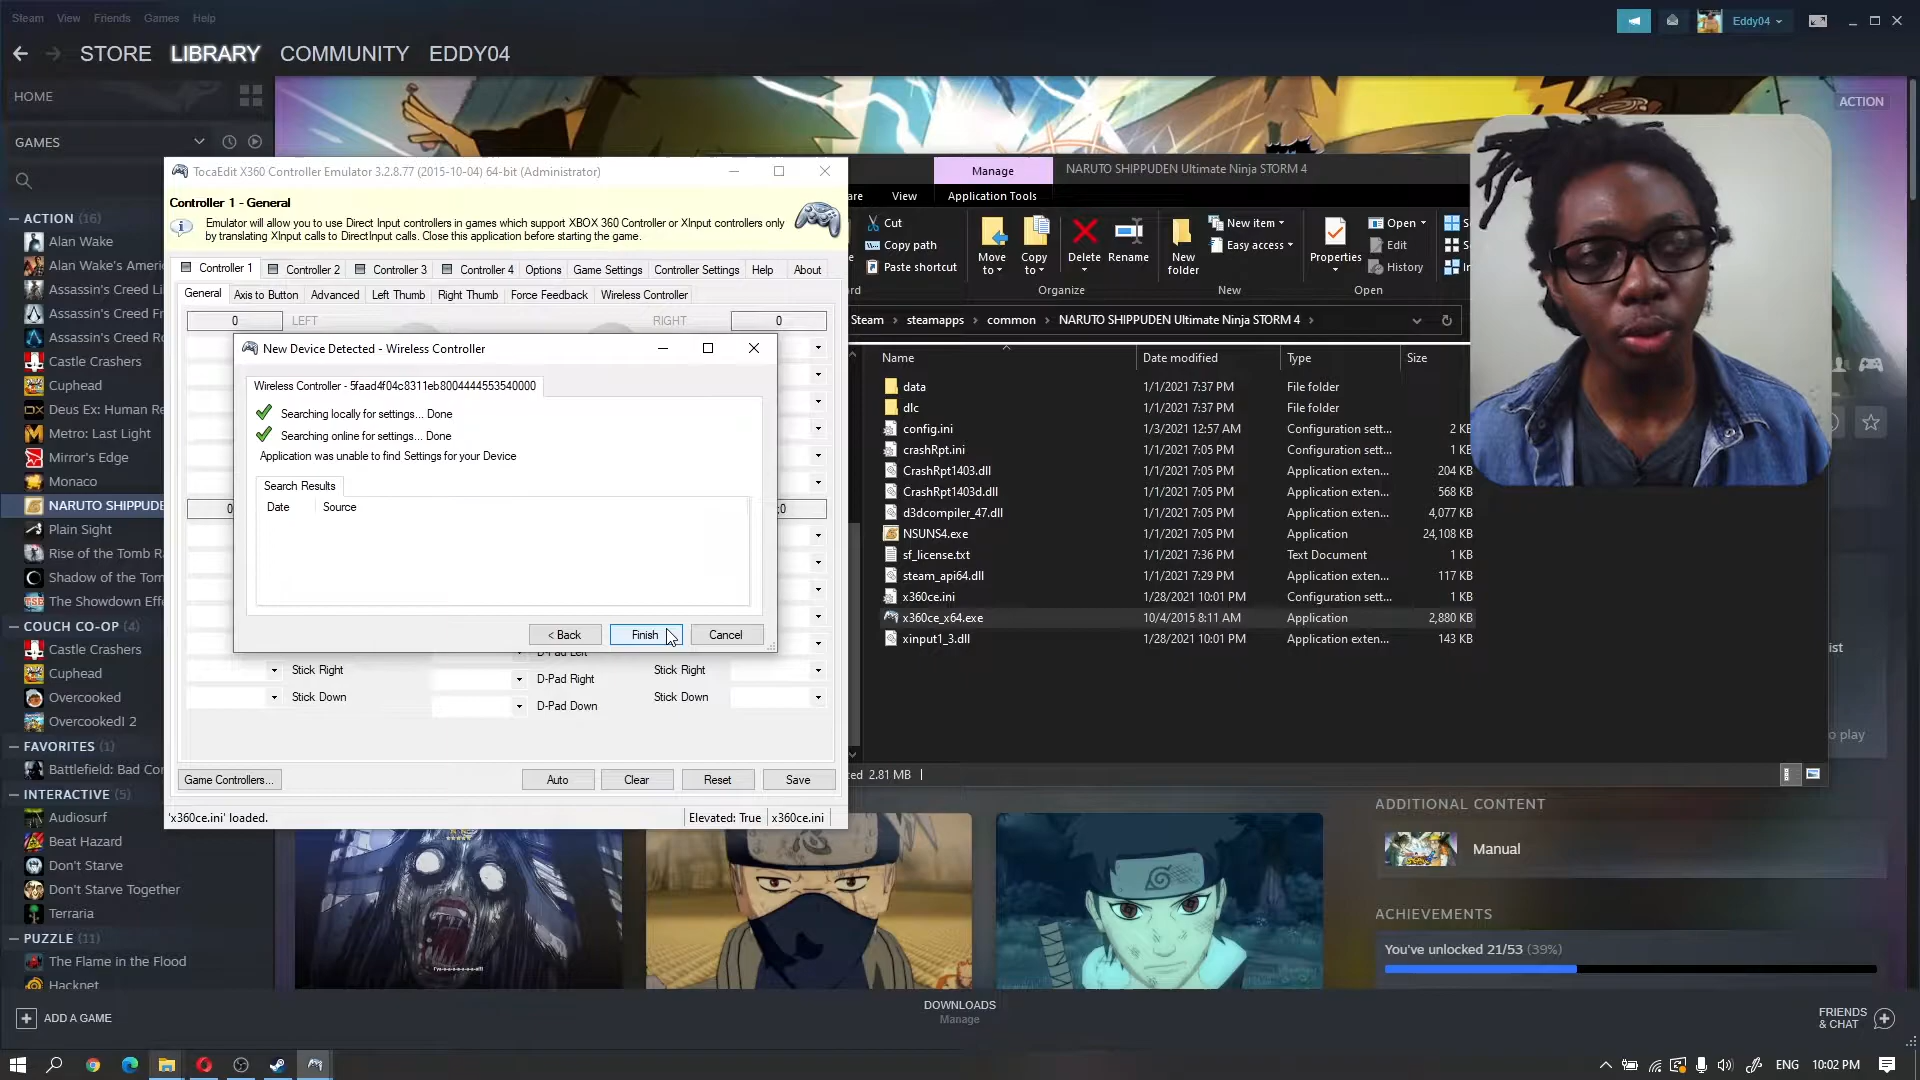 Steam View Friends Games Help
Eddy04
STORE LIBRARY COMMUNITY EDDY04
HOME
ACTION
GAMES
ACTION (16)
Alan Wake
Alan Wake's Ameri
Assassin's Creed Li
Assassin's Creed Fr
Assassin's Creed Ro
Castle Crashers
Cuphead
Deus Ex: Human Re
Metro: Last Light
Mirror's Edge
Monaco
NARUTO SHIPPUDE
Plain Sight
Rise of the Tomb Ra
Shadow of the Tom
The Showdown Effe
COUCH CO-OP (4)
Castle Crashers
Cuphead
Overcooked
Overcooked! 2
FAVORITES (1)
Battlefield: Bad Cor
INTERACTIVE (5)
Audiosurf
Beat Hazard
Don't Starve
Don't Starve Together
Terraria
PUZZLE (11)
The Flame in the Flood
Hacknet
ADD A GAME
TocaEdit X360 Controller Emulator 3.2.8.77 (2015-10-04) 64-bit (Administrator)
Controller 1 - General
Emulator will allow you to use Direct Input controllers in games which support XBOX 360 Controller or XInput controllers only
by translating XInput calls to DirectInput calls. Close this application before starting the game.
Controller 1 Controller 2 Controller 3 Controller 4 Options Game Settings Controller Settings Help About
General Axis to Button Advanced Left Thumb Right Thumb Force Feedback Wireless Controller
0 LEFT RIGHT 0
New Device Detected - Wireless Controller
Wireless Controller - 5faad4f04c8311eb8004444553540000
Searching locally for settings... Done
Searching online for settings... Done
Application was unable to find Settings for your Device
Search Results
Date Source
0 :0
< Back Finish Cancel
D-Pad Left
Stick Right D-Pad Right Stick Right
Stick Down D-Pad Down Stick Down
Game Controllers... Auto Clear Reset Save
'x360ce.ini' loaded. Elevated: True x360ce.ini
Manage NARUTO SHIPPUDEN Ultimate Ninja STORM 4
are View Application Tools
Cut
Copy path
Paste shortcut
Move to
Copy to
Delete
Rename
New folder
New item
Easy access
Properties
Open
Edit
History
Organize New Open
Steam steamapps common NARUTO SHIPPUDEN Ultimate Ninja STORM 4
Name Date modified Type Size
data 1/1/2021 7:37 PM File folder
dlc 1/1/2021 7:37 PM File folder
config.ini 1/3/2021 12:57 AM Configuration sett... 2 KB
crashRpt.ini 1/1/2021 7:05 PM Configuration sett... 1 KB
CrashRpt1403.dll 1/1/2021 7:05 PM Application exten... 204 KB
CrashRpt1403d.dll 1/1/2021 7:05 PM Application exten... 568 KB
d3dcompiler_47.dll 1/1/2021 7:05 PM Application exten... 4,077 KB
NSUNS4.exe 1/1/2021 7:05 PM Application 24,108 KB
sf_license.txt 1/1/2021 7:36 PM Text Document 1 KB
steam_api64.dll 1/1/2021 7:29 PM Application exten... 117 KB
x360ce.ini 1/28/2021 10:01 PM Configuration sett... 1 KB
x360ce_x64.exe 10/4/2015 8:11 AM Application 2,880 KB
xinput1_3.dll 1/28/2021 10:01 PM Application exten... 143 KB
ted 2.81 MB
ist
o play
ADDITIONAL CONTENT
Manual
ACHIEVEMENTS
You've unlocked 21/53 (39%)
DOWNLOADS
Manage
FRIENDS
& CHAT
ENG 10:02 PM